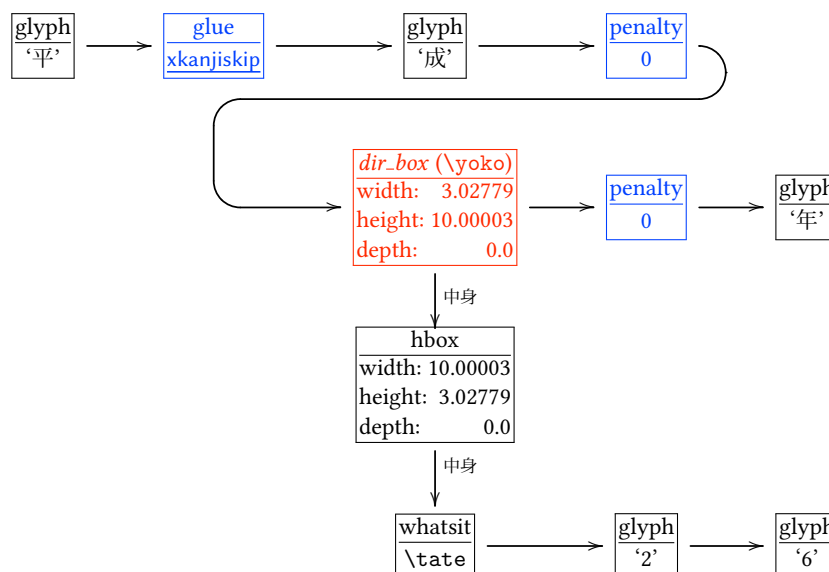 glyph
‘平’
glue
xkanjiskip
glyph
‘成’
penalty
0
dir_box (\yoko)
width: 3.02779
height: 10.00003
depth: 0.0
penalty
0
glyph
‘年’
中身
hbox
width: 10.00003
height: 3.02779
depth: 0.0
中身
whatsit
\tate
glyph
‘2’
glyph
‘6’